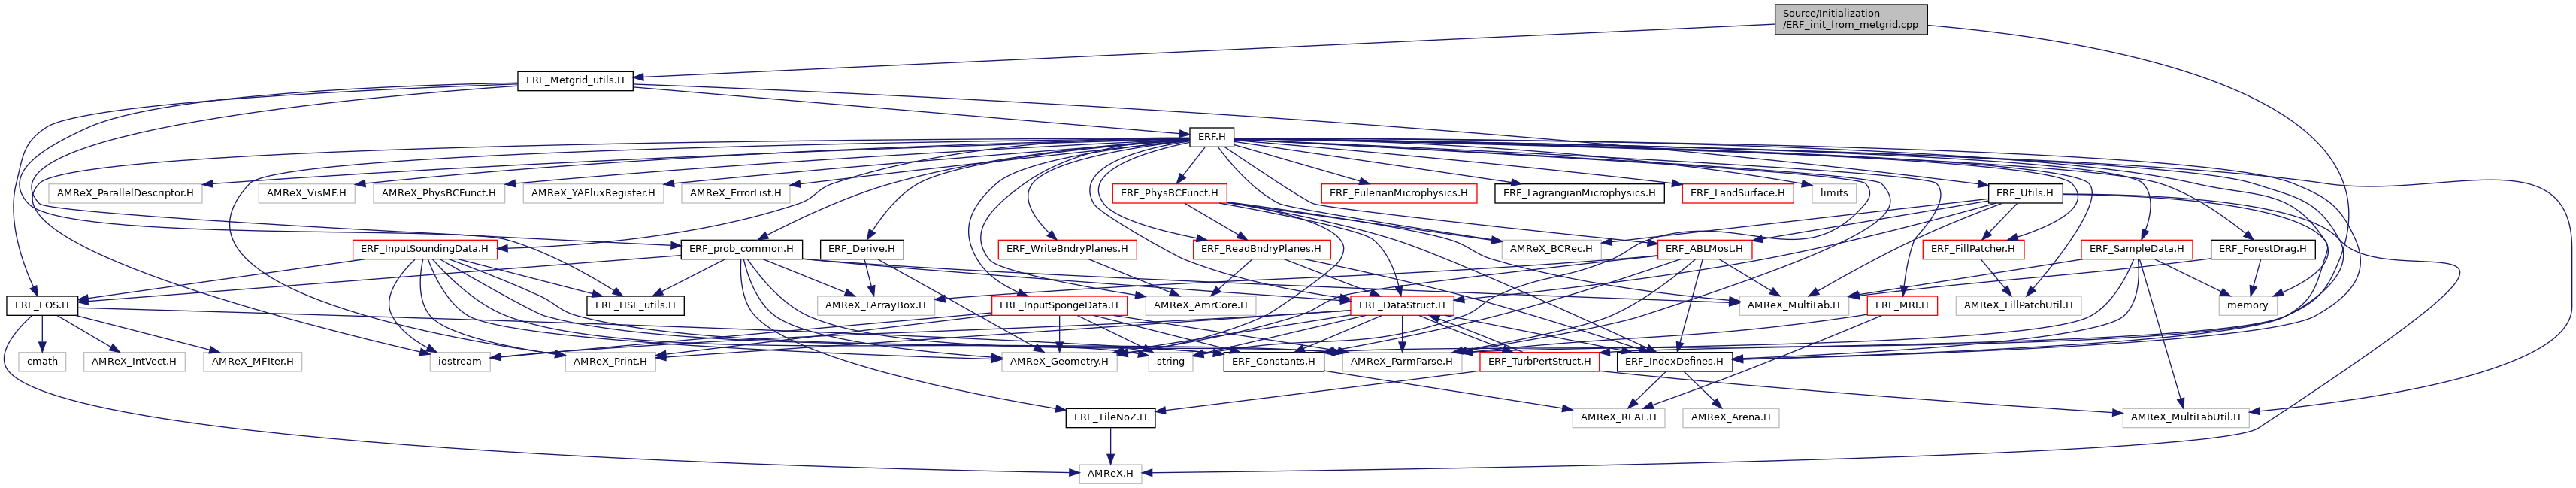 Source/Initialization
/ERF_init_from_metgrid.cpp
ERF_Metgrid_utils.H
ERF.H
AMReX_ParallelDescriptor.H
AMReX_VisMF.H
AMReX_PhysBCFunct.H
AMReX_YAFluxRegister.H
AMReX_ErrorList.H
ERF_PhysBCFunct.H
ERF_EulerianMicrophysics.H
ERF_LagrangianMicrophysics.H
ERF_LandSurface.H
limits
ERF_Utils.H
ERF_InputSoundingData.H
ERF_prob_common.H
ERF_Derive.H
ERF_WriteBndryPlanes.H
ERF_ReadBndryPlanes.H
AMReX_BCRec.H
ERF_ABLMost.H
ERF_FillPatcher.H
ERF_SampleData.H
ERF_ForestDrag.H
ERF_EOS.H
ERF_HSE_utils.H
AMReX_FArrayBox.H
ERF_InputSpongeData.H
AMReX_AmrCore.H
ERF_DataStruct.H
AMReX_MultiFab.H
ERF_MRI.H
AMReX_FillPatchUtil.H
memory
cmath
AMReX_IntVect.H
AMReX_MFIter.H
iostream
AMReX_Print.H
AMReX_Geometry.H
string
ERF_Constants.H
AMReX_ParmParse.H
ERF_TurbPertStruct.H
ERF_IndexDefines.H
ERF_TileNoZ.H
AMReX_REAL.H
AMReX_Arena.H
AMReX_MultiFabUtil.H
AMReX.H